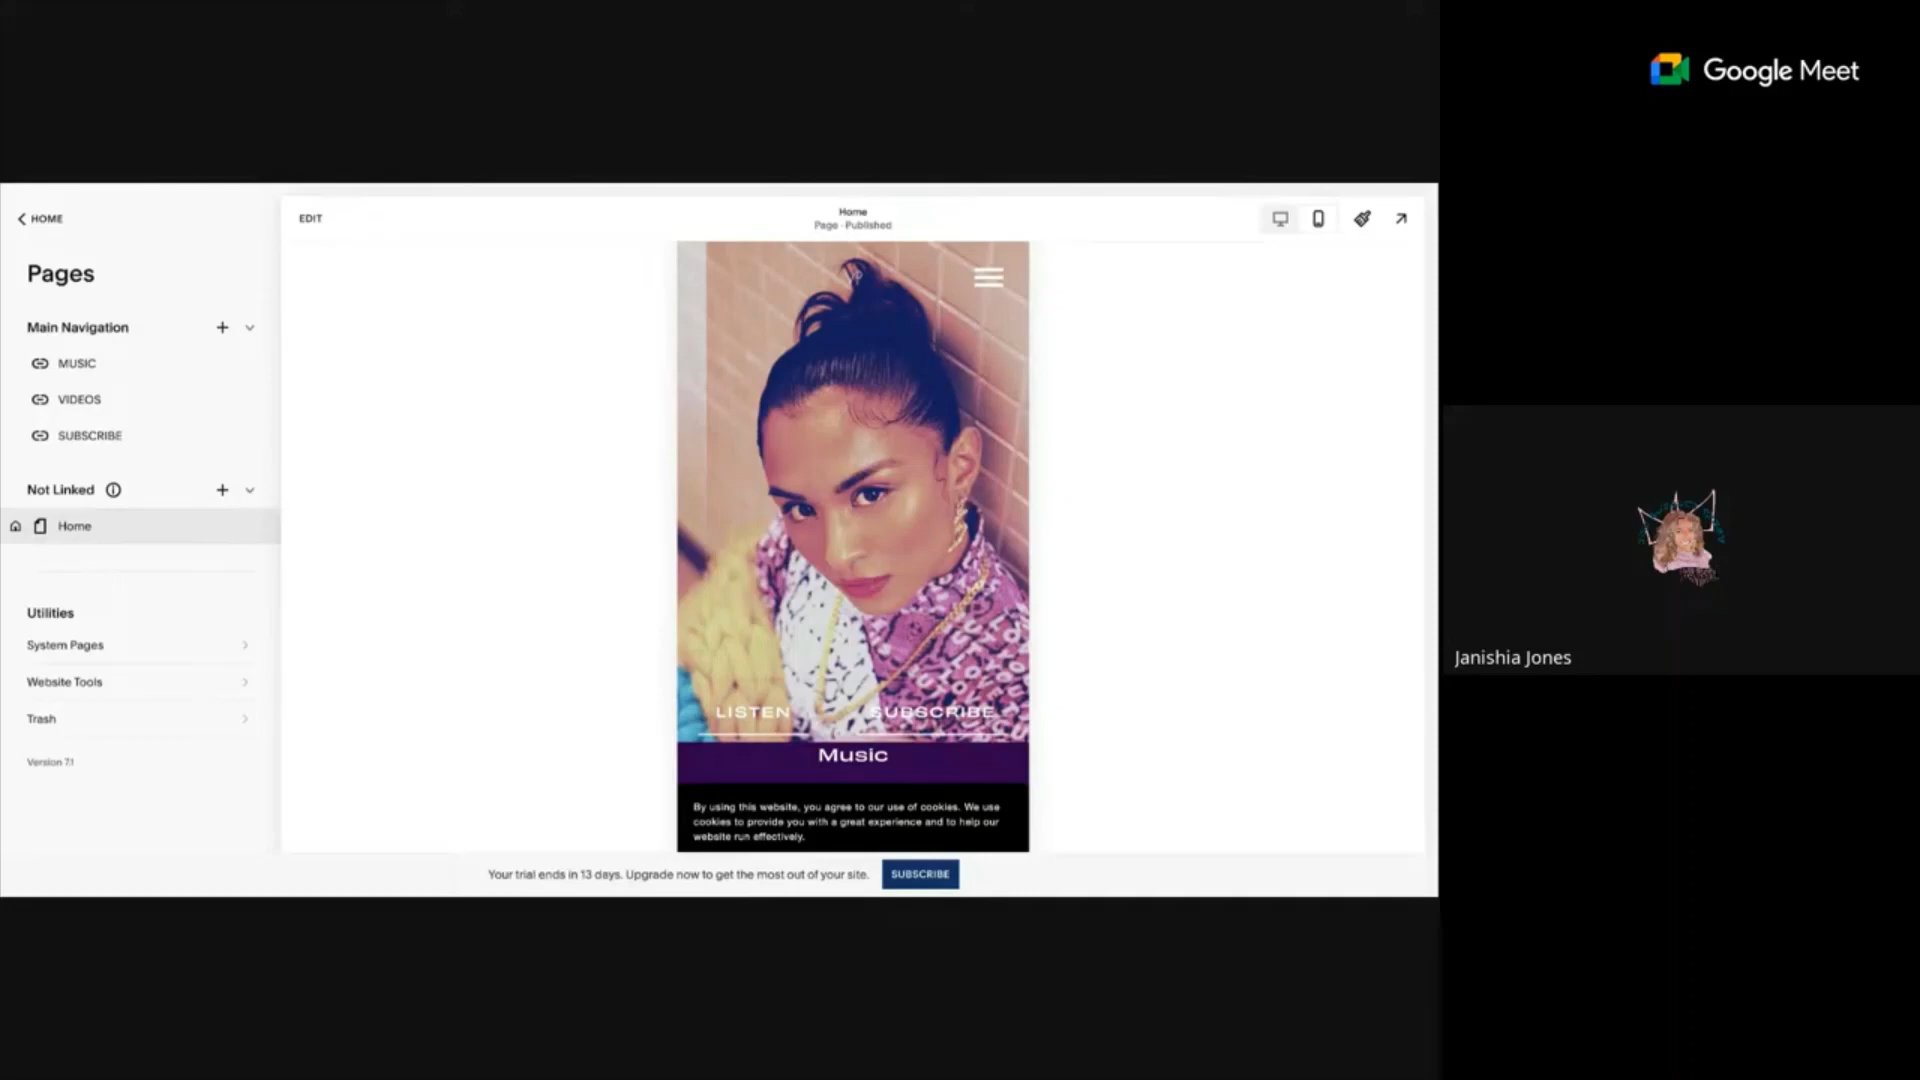 Google Meet
HOME
Pages
Main Navigation
MUSIC
VIDEOS
SUBSCRIBE
Not Linked
Home
Utilities
System Pages
Website Tools
Trash
Version 7.1
EDIT
Home
Page · Published
LISTEN
SUBSCRIBE
Music
By using this website, you agree to our use of cookies. We use
cookies to provide you with a great experience and to help our
website run effectively.
Your trial ends in 13 days. Upgrade now to get the most out of your site.
SUBSCRIBE
Janishia Jones